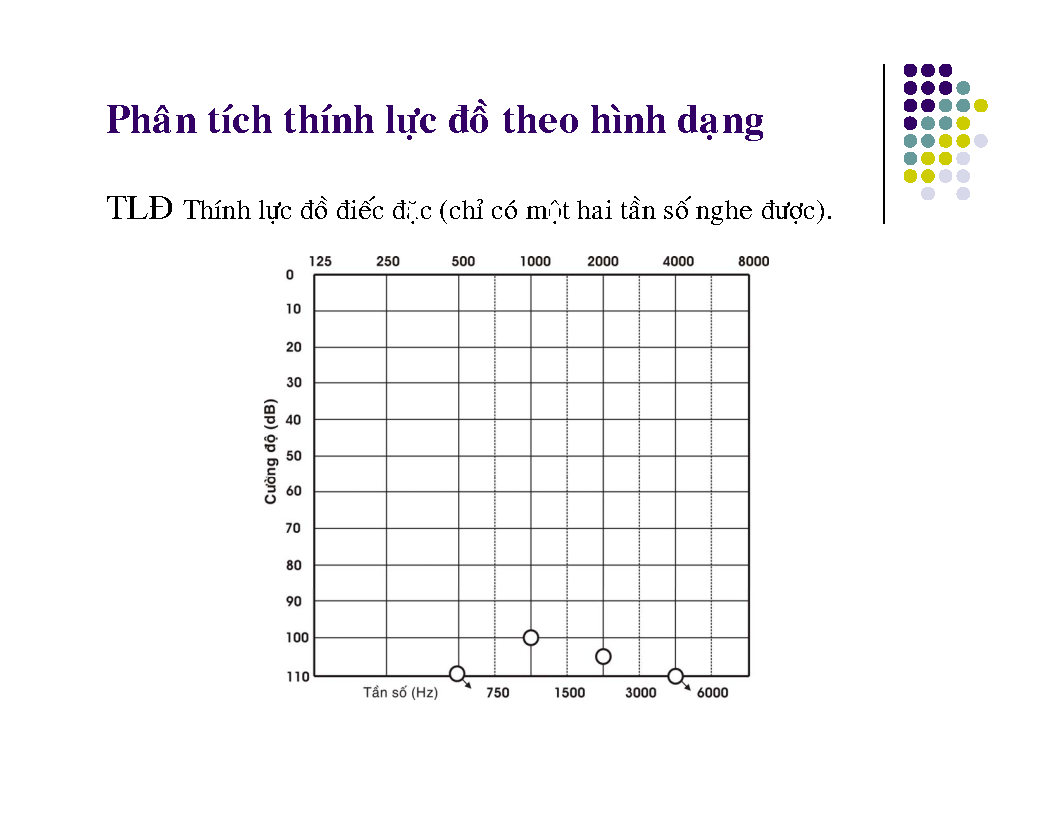 Phân tích thính lực đồ theo hình dạng
TLĐ Thính lực đồ điếc đặc (chỉ có một hai tần số nghe được).
125 250 500 1000 2000 4000 8000
0
10
20
30
40
50
60
70
80
90
100
110
Cường độ (dB)
Tần số (Hz) 750 1500 3000 6000